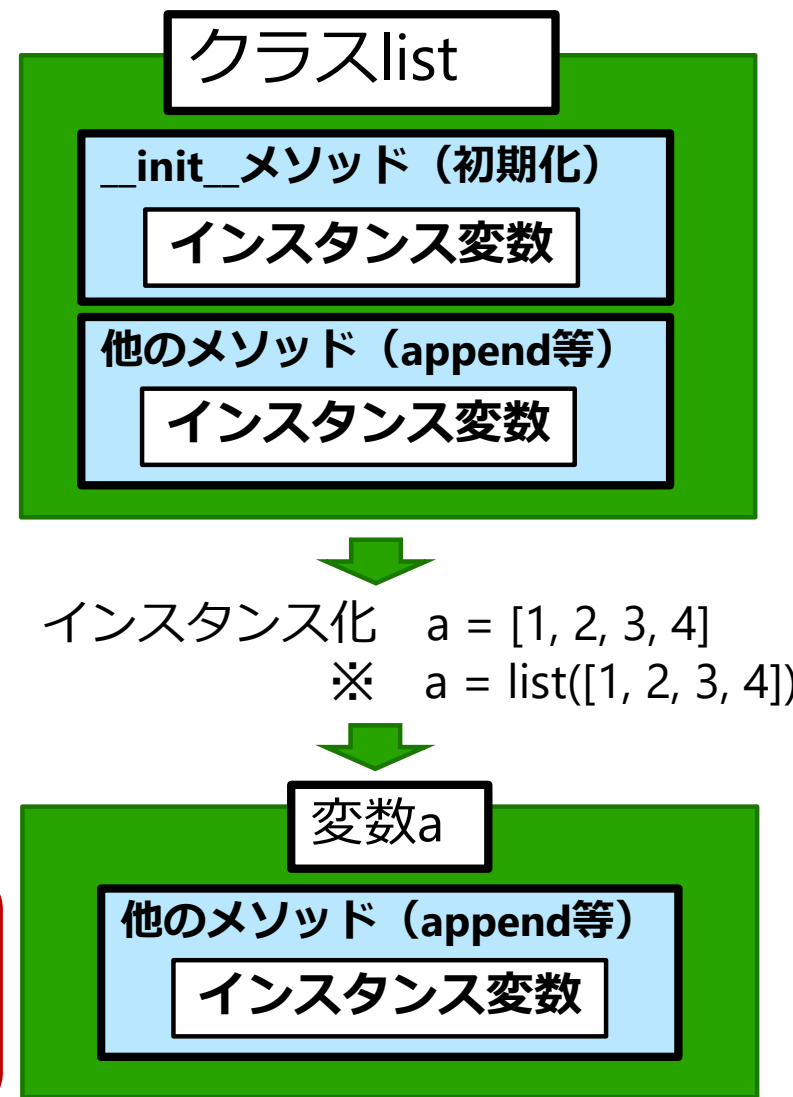 クラスlist
__init__メソッド（初期化）
インスタンス変数
他のメソッド（append等）
インスタンス変数
インスタンス化　a = [1, 2, 3, 4]
※　a = list([1, 2, 3, 4])
変数a
他のメソッド（append等）
インスタンス変数